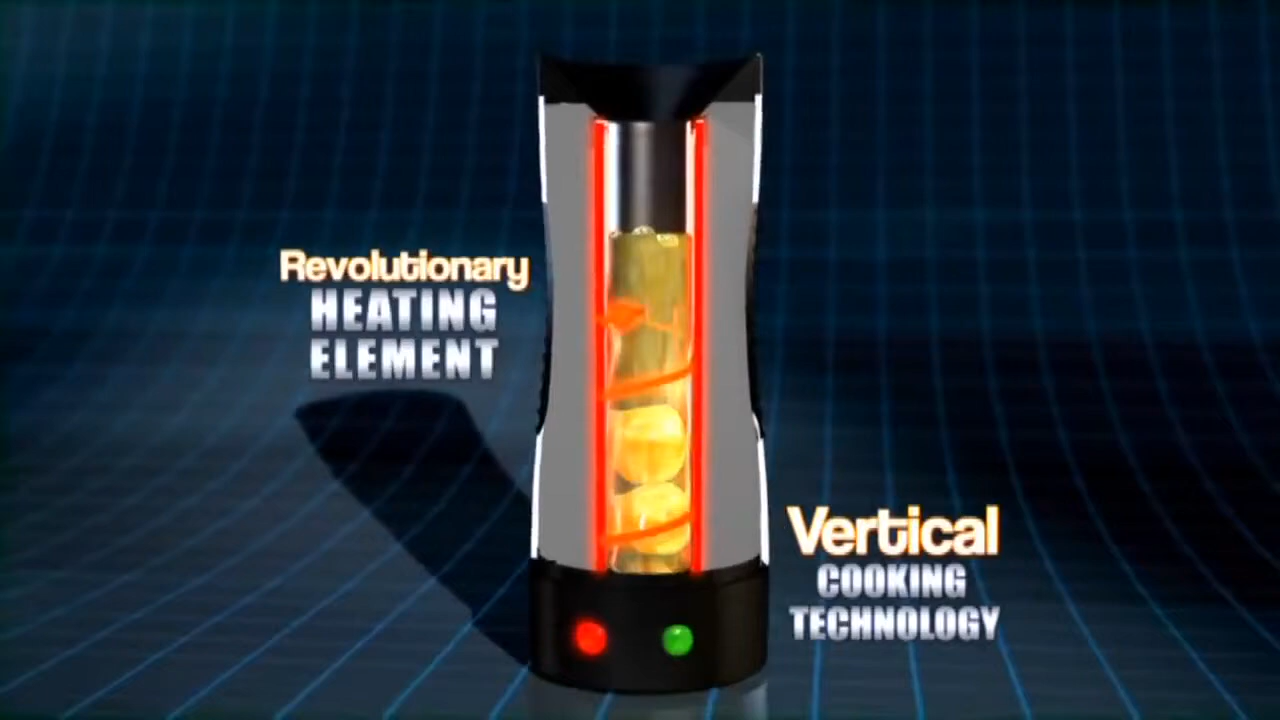 Revolutionary
HEATING
ELEMENT
Vertical
COOKING
TECHNOLOGY